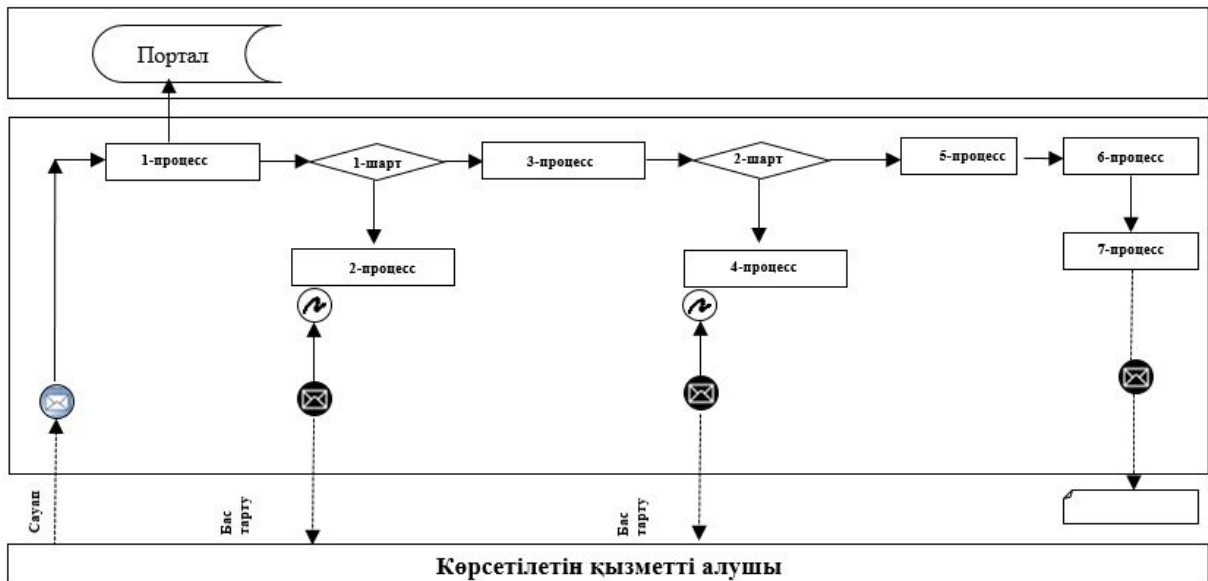 Портал
1-процесс
1-шарт
3-процесс
2-шарт
5-процесс
6-процесс
2-процесс
4-процесс
7-процесс
Сауап
Бас
тарту
Бас
тарту
Көрсетілетін қызметті алушы